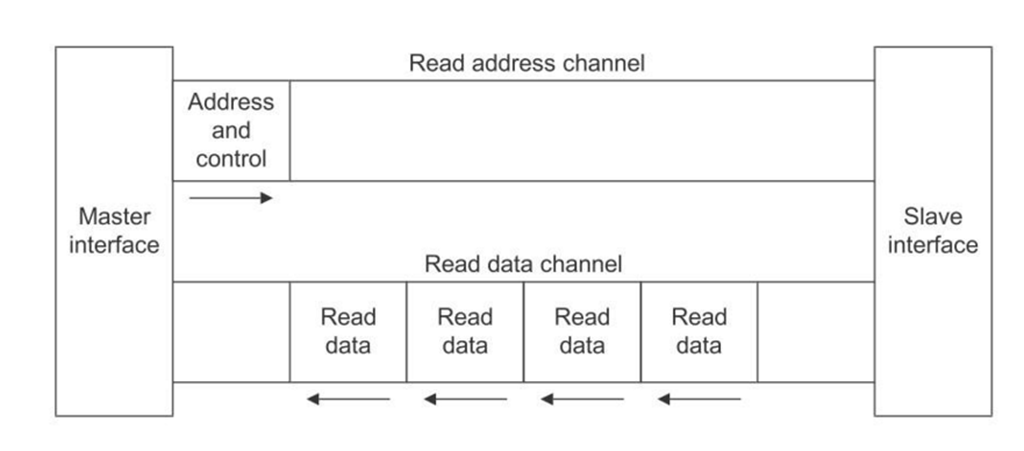 Read address channel
Address
and
control
Master
interface
Slave
interface
Read data channel
Read
data
Read
data
Read
data
Read
data